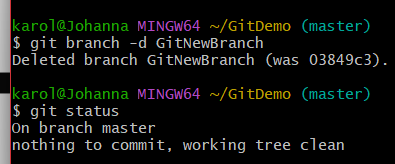 karol@Johanna MINGW64 ~/GitDemo (master)
$ git branch -d GitNewBranch
Deleted branch GitNewBranch (was 03849c3).
karol@Johanna MINGW64 ~/GitDemo (master)
$ git status
On branch master
nothing to commit, working tree clean